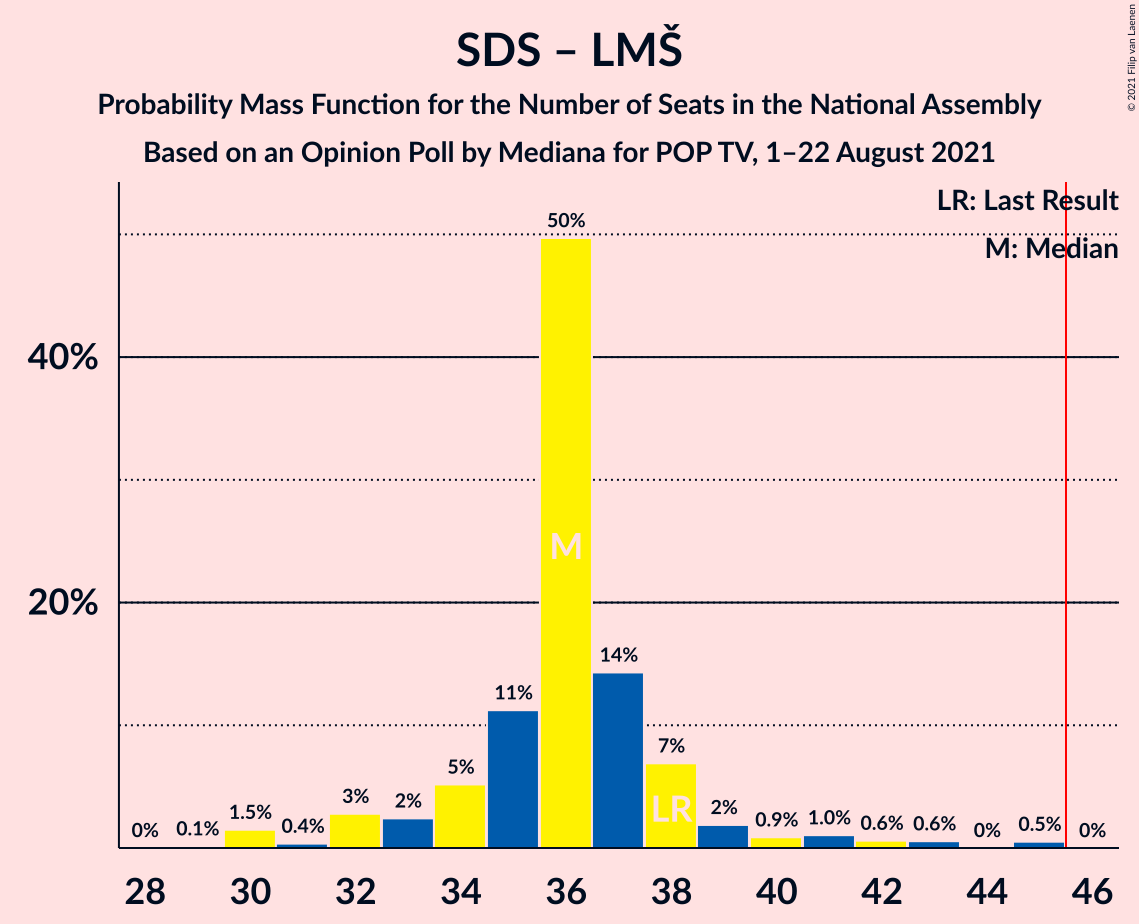 SDS – LMŠ
Probability Mass Function for the Number of Seats in the National Assembly
Based on an Opinion Poll by Mediana for POP TV, 1–22 August 2021
© 2021 Filip van Laenen
LR: Last Result
M: Median
50%
40%
M
20%
14%
11%
7%
5%
LR
3%
2%
2%
1.5%
0.9%
1.0%
0.6%
0.6%
0.5%
0%
0.1%
0.4%
0%
0%
28 30 32 34 36 38 40 42 44 46